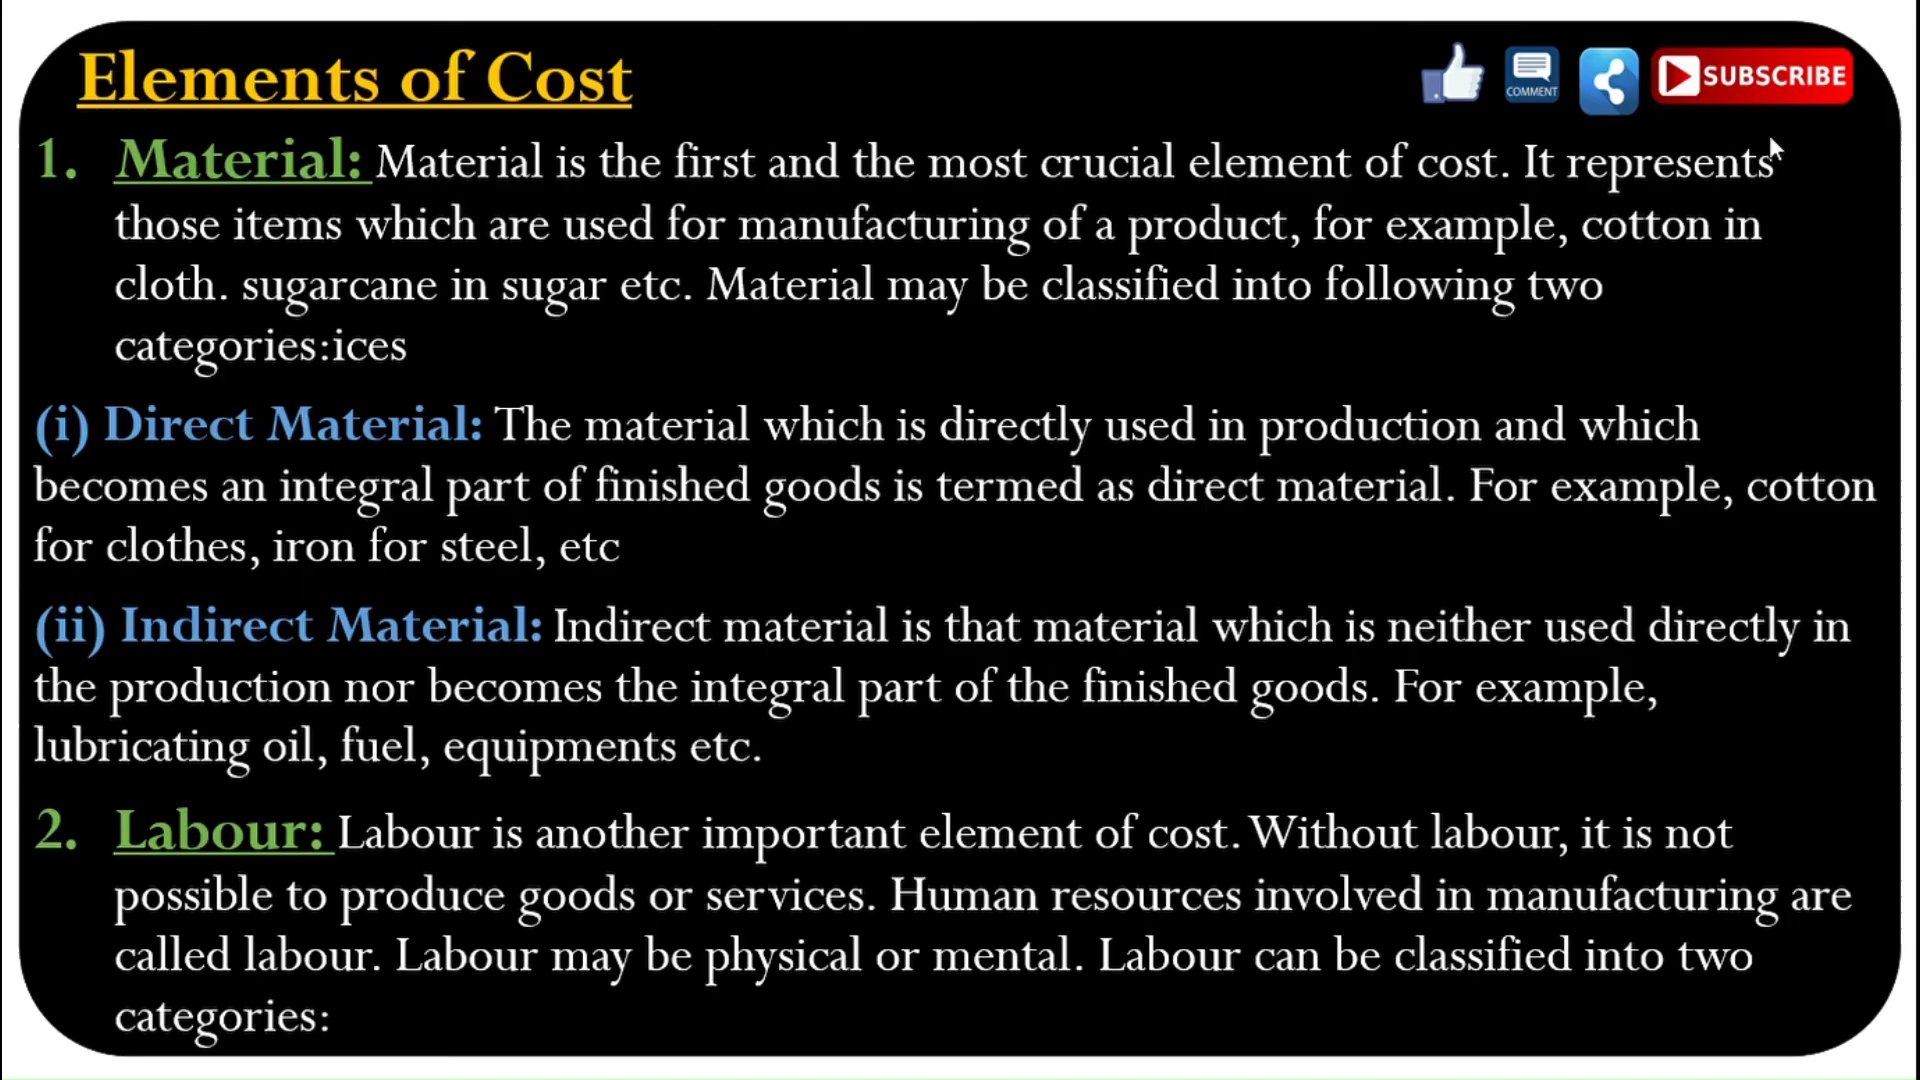 Elements of Cost
COMMENT
SUBSCRIBE
1. Material: Material is the first and the most crucial element of cost. It represents
those items which are used for manufacturing of a product, for example, cotton in
cloth. sugarcane in sugar etc. Material may be classified into following two
categories:ices
(i) Direct Material: The material which is directly used in production and which
becomes an integral part of finished goods is termed as direct material. For example, cotton
for clothes, iron for steel, etc
(ii) Indirect Material: Indirect material is that material which is neither used directly in
the production nor becomes the integral part of the finished goods. For example,
lubricating oil, fuel, equipments etc.
2. Labour: Labour is another important element of cost. Without labour, it is not
possible to produce goods or services. Human resources involved in manufacturing are
called labour. Labour may be physical or mental. Labour can be classified into two
categories: